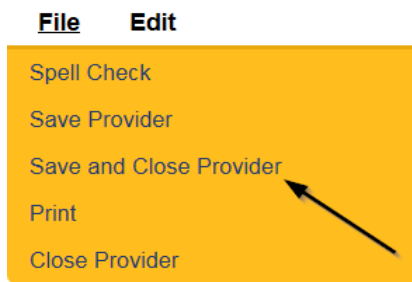 File Edit
Spell Check
Save Provider
Save and Close Provider
Print
Close Provider